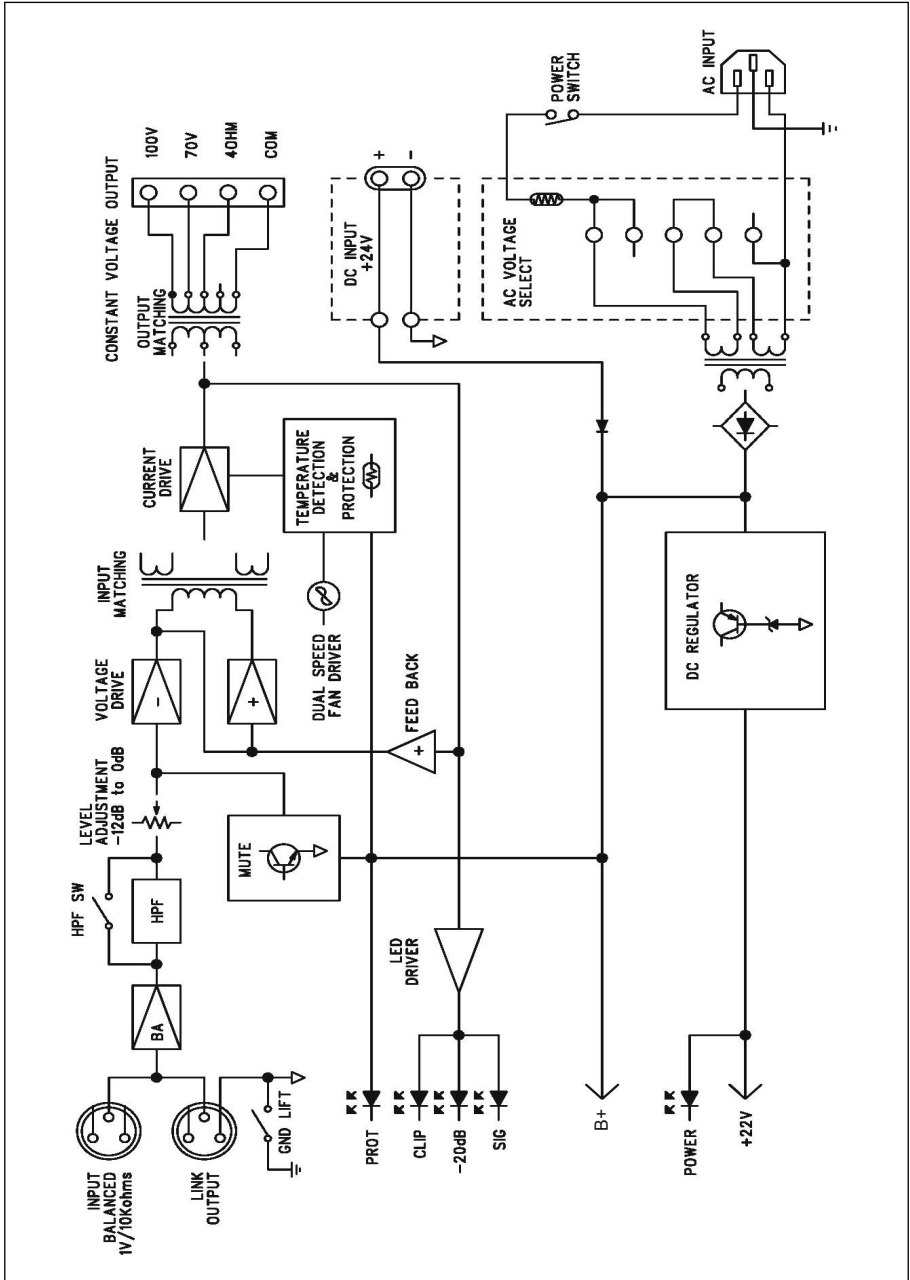 INPUT
BALANCED
1V/10Kohms
LINK
OUTPUT
GND LIFT
BA
HPF SW
HPF
LEVEL
ADJUSTMENT
-12dB to 0dB
MUTE
VOLTAGE
DRIVE
-
+
INPUT
MATCHING
CURRENT
DRIVE
TEMPERATURE
DETECTION
&
PROTECTION
DUAL SPEED
FAN DRIVER
FEED BACK
+
CONSTANT VOLTAGE OUTPUT
OUTPUT
MATCHING
100V
70V
4OHM
COM
LED
DRIVER
PROT
CLIP
-20dB
SIG
DC INPUT
+24V
+
-
B+
AC VOLTAGE
SELECT
POWER
SWITCH
AC INPUT
DC REGULATOR
POWER
+22V